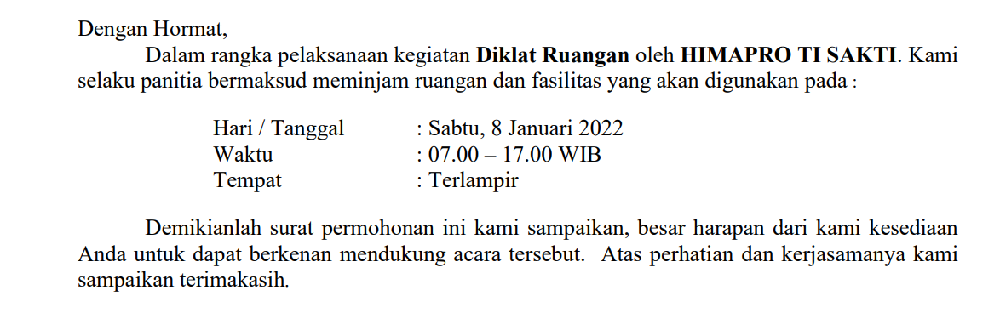 Dengan Hormat,
Dalam rangka pelaksanaan kegiatan Diklat Ruangan oleh HIMAPRO TI SAKTI. Kami
selaku panitia bermaksud meminjam ruangan dan fasilitas yang akan digunakan pada :
Hari / Tanggal : Sabtu, 8 Januari 2022
Waktu : 07.00 – 17.00 WIB
Tempat : Terlampir
Demikianlah surat permohonan ini kami sampaikan, besar harapan dari kami kesediaan
Anda untuk dapat berkenan mendukung acara tersebut.  Atas perhatian dan kerjasamanya kami
sampaikan terimakasih.